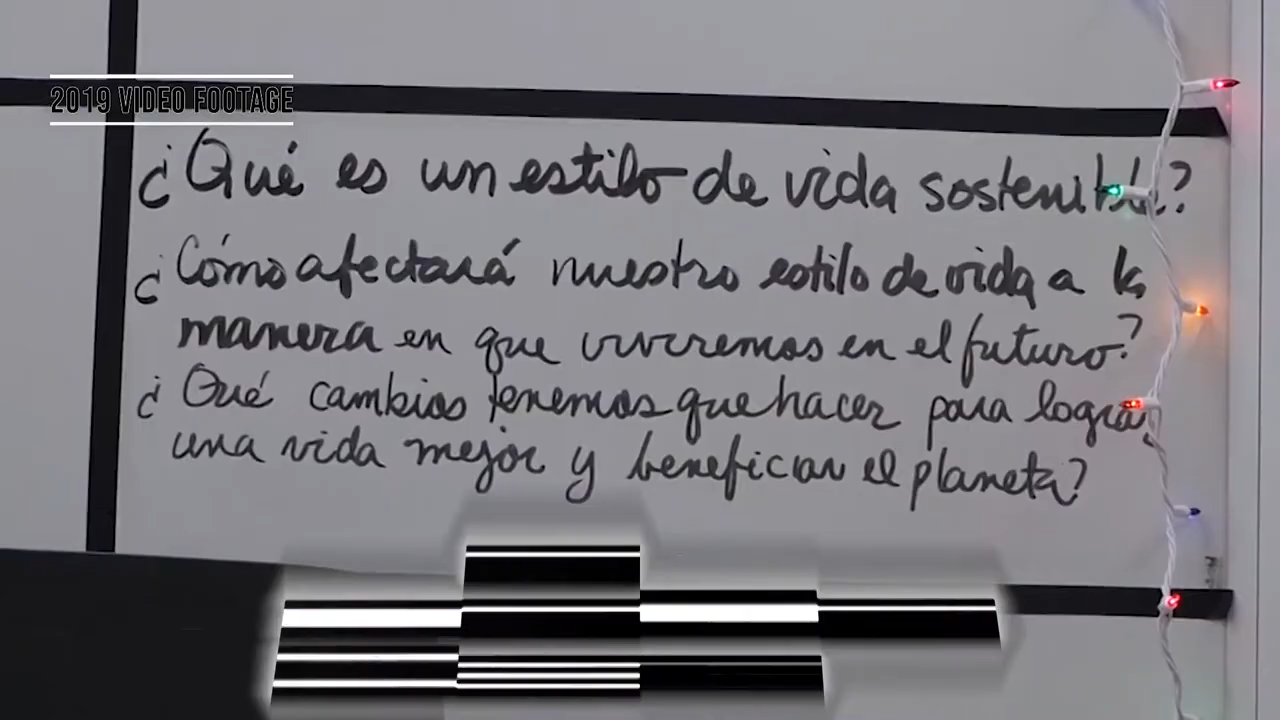 2019 VIDEO FOOTAGE
¿Qué es un estilo de vida sostenible?
¿Cómo afectará nuestro estilo de vida a la
manera en que viviremos en el futuro?
¿Qué cambios tenemos que hacer para lograr
una vida mejor y beneficiar el planeta?